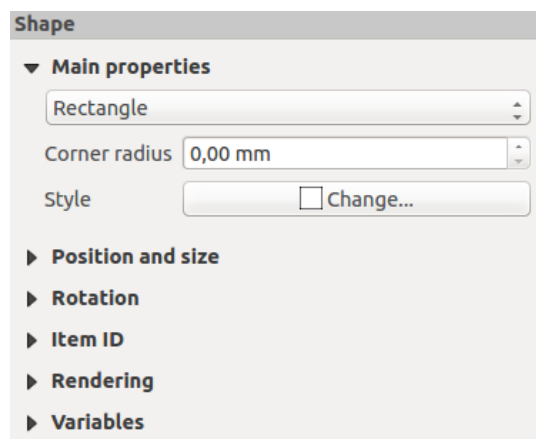 Shape
Main properties
Rectangle
Corner radius 0,00 mm
Style Change...
Position and size
Rotation
Item ID
Rendering
Variables